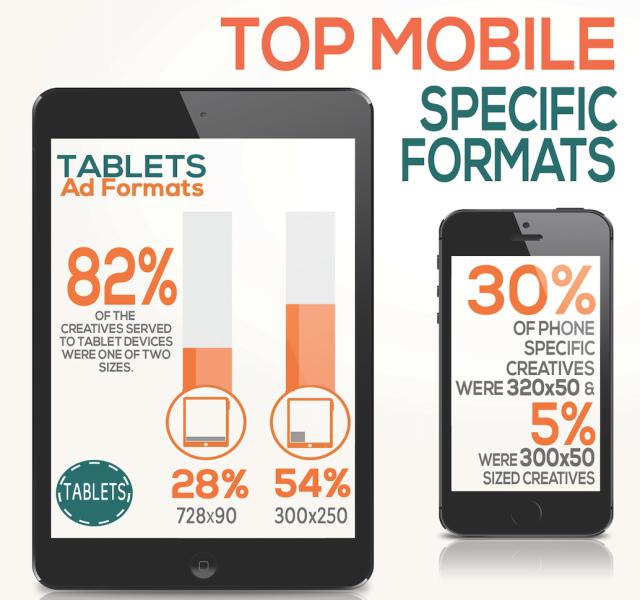 TOP MOBILE
SPECIFIC
FORMATS
TABLETS
Ad Formats
82%
OF THE
CREATIVES SERVED
TO TABLET DEVICES
WERE ONE OF TWO
SIZES.
TABLETS
28%
728x90
54%
300x250
30%
OF PHONE
SPECIFIC
CREATIVES
WERE 320x50 &
5%
WERE 300x50
SIZED CREATIVES